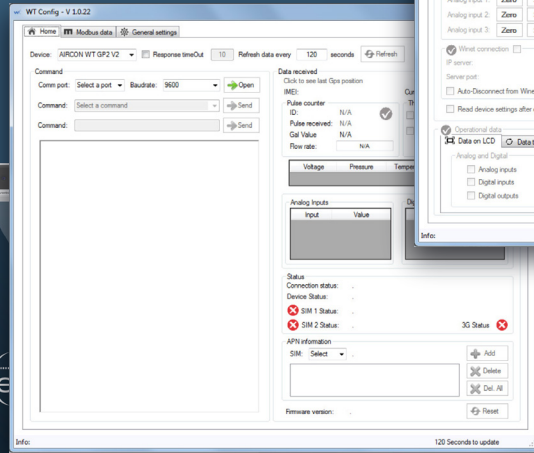 WT Config - V 1.0.22
Home
Modbus data
General settings
Device: AIRCON WT GP2 V2
Response timeOut 10
Refresh data every 120 seconds
Refresh
Command
Comm port: Select a port
Baudrate: 9600
Open
Command: Select a command
Send
Command:
Send
Data received
Click to see last Gps position
IMEI:
Pulse counter
ID: N/A
Pulse received: N/A
Gal Value N/A
Flow rate: N/A
Voltage Pressure
Analog Inputs
Input Value
Status
Connection status: .
Device Status: .
SIM 1 Status: .
SIM 2 Status: .
3G Status
APN information
SIM: Select .
Add
Delete
Del. All
Firmware version: .
Reset
Info:
120 Seconds to update
Analog input 2: Zero
Analog input 3: Zero
Winet connection
IP server:
Server port:
Auto-Disconnect from Wine
Read device settings after
Operational data
Data on LCD
Data t
Analog and Digital
Analog inputs
Digital inputs
Digital outputs
Info: